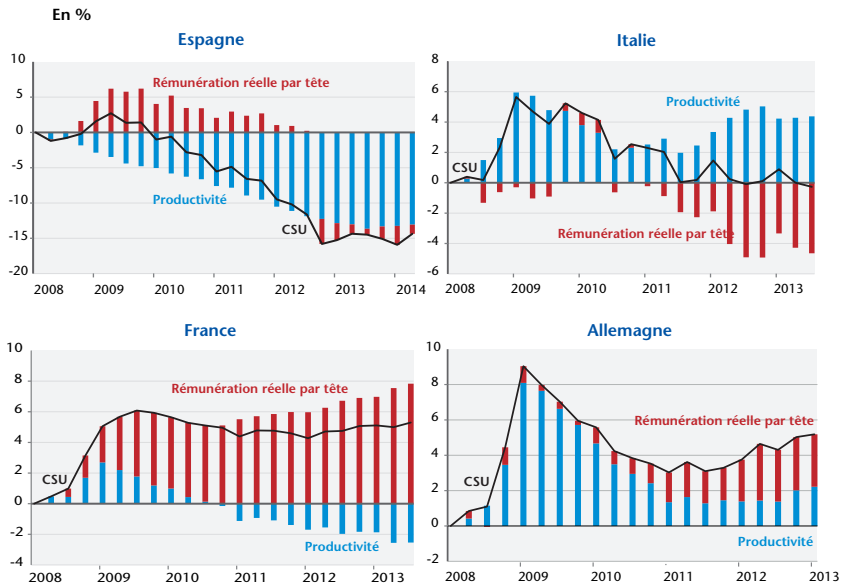 En %
Espagne
10
5
0
-5
-10
-15
-20
Rémunération réelle par tête
Productivité
CSU
2008 2009 2010 2011 2012 2013 2014
Italie
8
6
4
2
0
-2
-4
-6
Productivité
CSU
Rémunération réelle par tête
2008 2009 2010 2011 2012 2013
France
10
8
6
4
2
0
-2
-4
Rémunération réelle par tête
CSU
Productivité
2008 2009 2010 2011 2012 2013
Allemagne
10
8
6
4
2
0
-2
Rémunération réelle par tête
CSU
Productivité
2008 2009 2010 2011 2012 2013